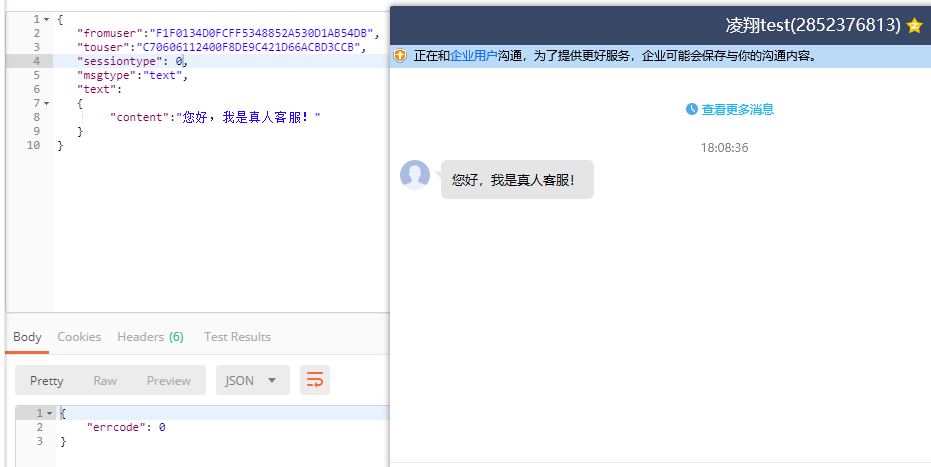 1 {
2 "fromuser":"F1F0134D0FCFF5348852A530D1AB54DB",
3 "touser":"C70606112400F8DE9C421D66ACBD3CCB",
4 "sessiontype": 0,
5 "msgtype":"text",
6 "text":
7 {
8 "content":"您好，我是真人客服！"
9 }
10 }
Body Cookies Headers (6) Test Results
Pretty Raw Preview JSON
1 {
2 "errcode": 0
3 }
凌翔test(2852376813)
正在和企业用户沟通，为了提供更好服务，企业可能会保存与你的沟通内容。
查看更多消息
18:08:36
您好，我是真人客服！